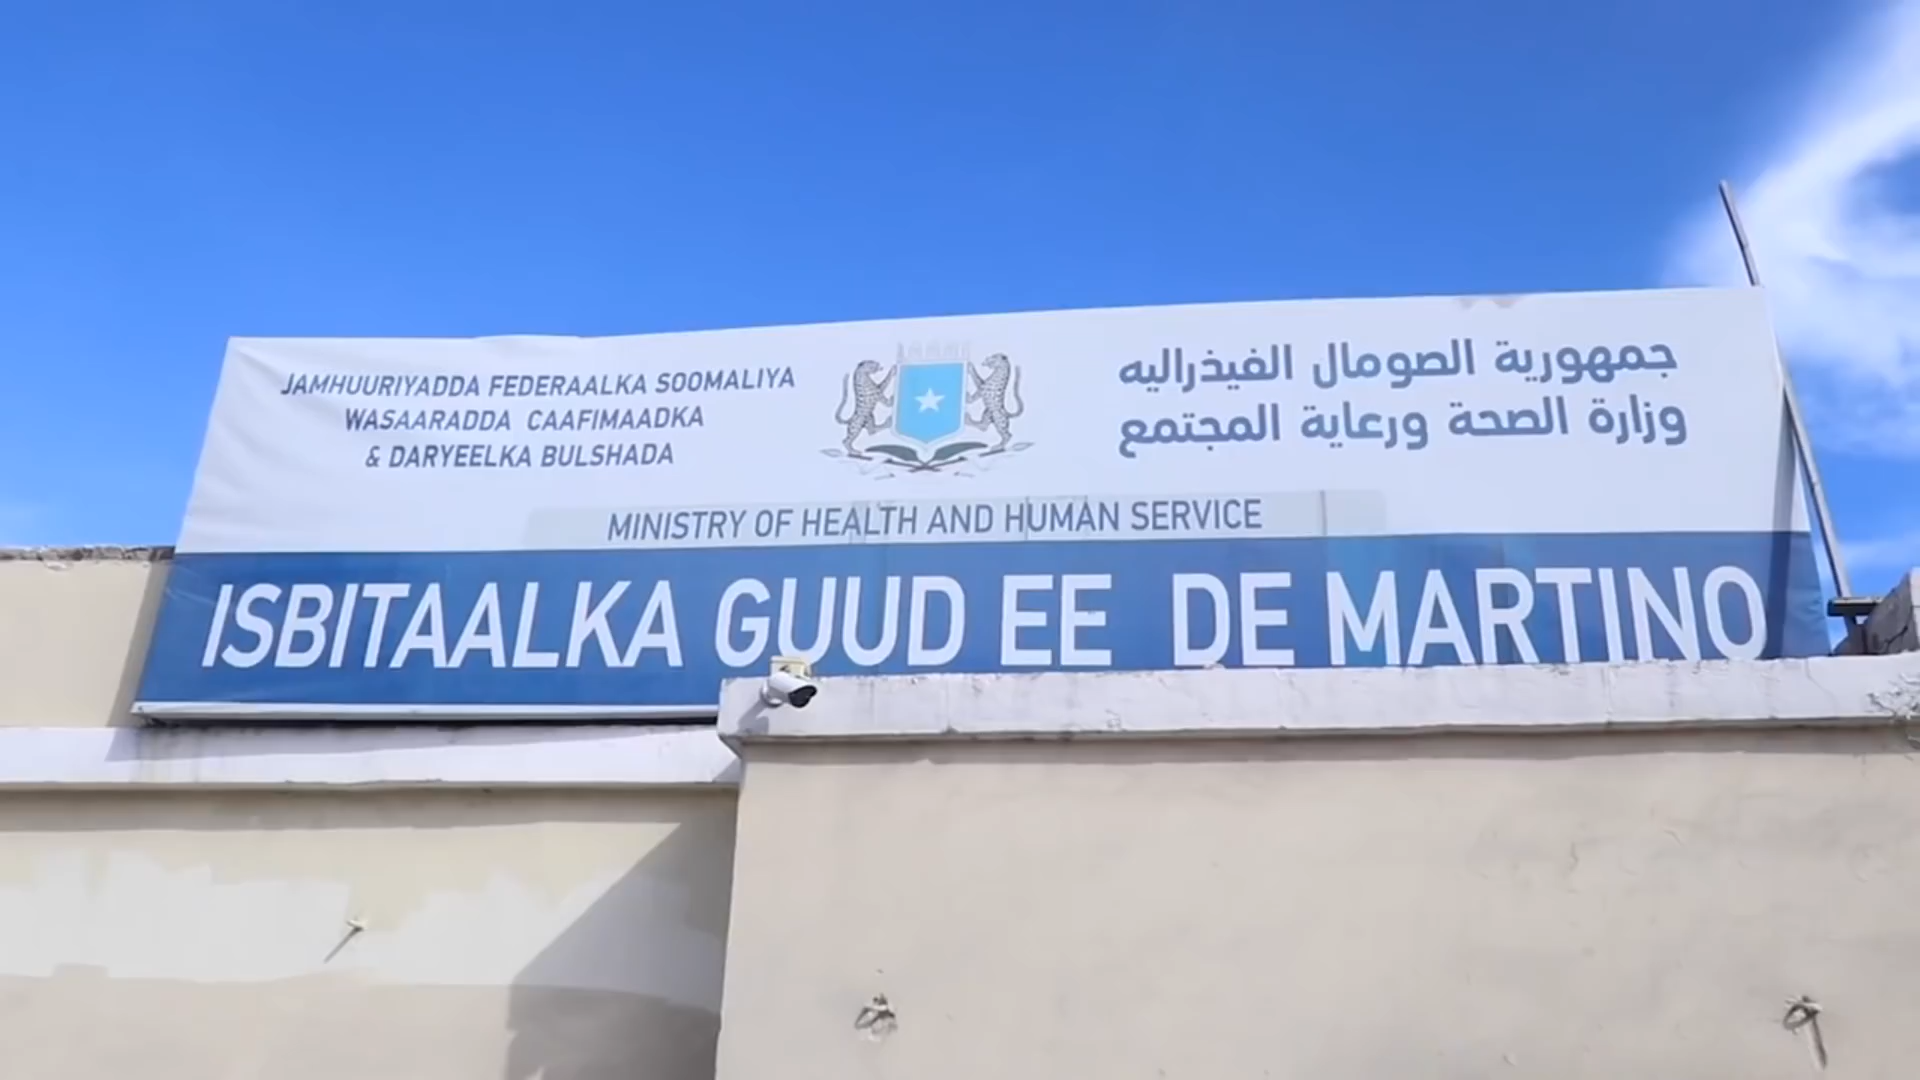 JAMHUURIYADDA FEDERAALKA SOOMALIYA
WASAARADDA CAAFIMAADKA
& DARYEELKA BULSHADA
جمهورية الصومال الفيذراليه
وزارة الصحة ورعاية المجتمع
MINISTRY OF HEALTH AND HUMAN SERVICE
ISBITAALKA GUUD EE DE MARTINO